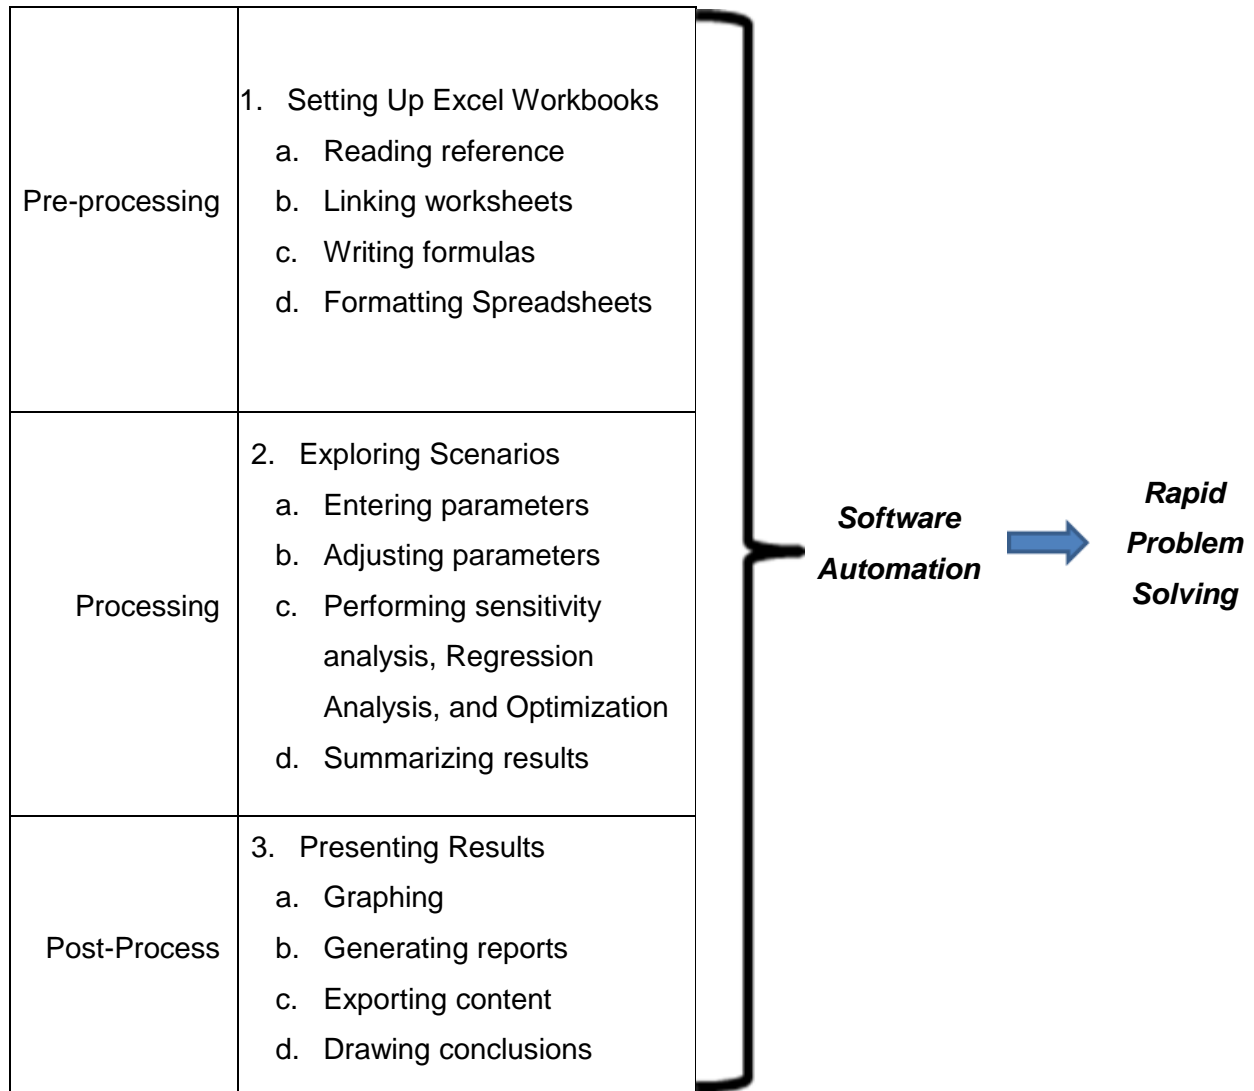 Pre-processing
1. Setting Up Excel Workbooks
a. Reading reference
b. Linking worksheets
c. Writing formulas
d. Formatting Spreadsheets
Processing
2. Exploring Scenarios
a. Entering parameters
b. Adjusting parameters
c. Performing sensitivity
analysis, Regression
Analysis, and Optimization
d. Summarizing results
Post-Process
3. Presenting Results
a. Graphing
b. Generating reports
c. Exporting content
d. Drawing conclusions
Software
Automation
Rapid
Problem
Solving